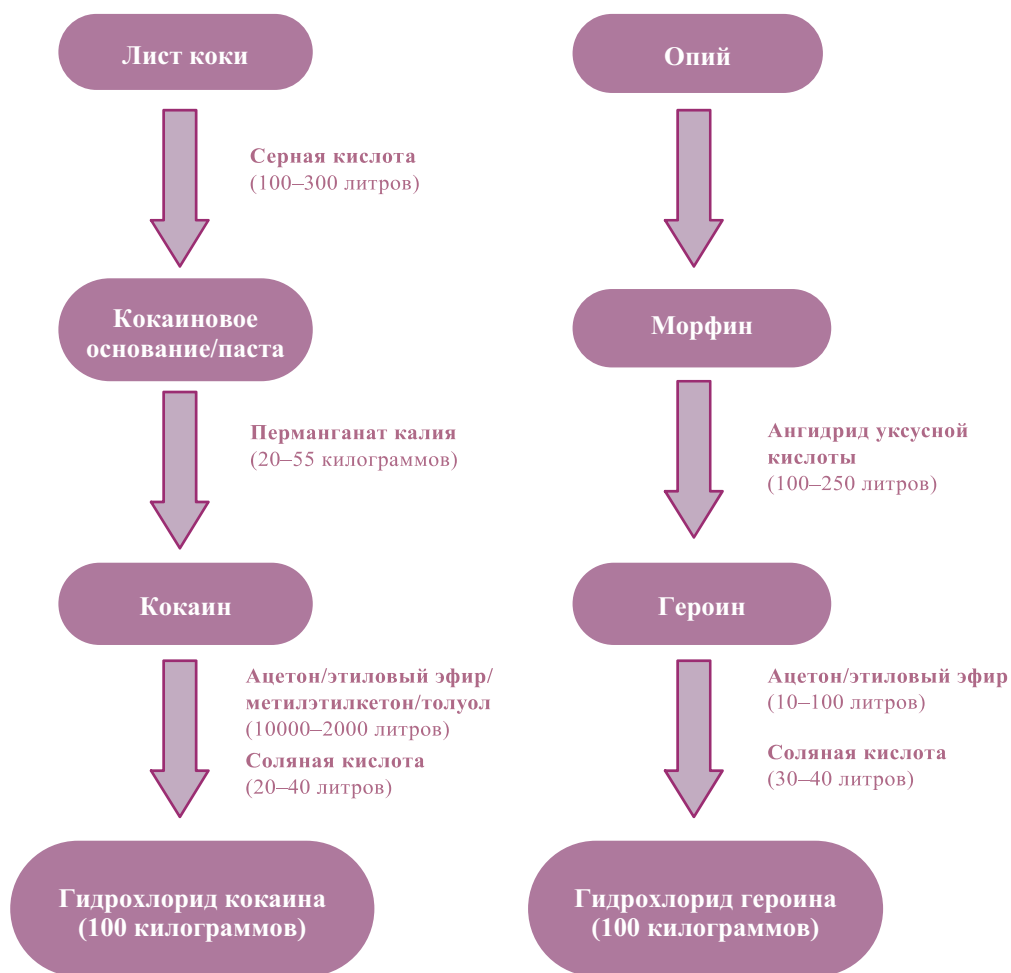 Лист коки
Серная кислота
(100–300 литров)
Кокаиновое
основание/паста
Перманганат калия
(20–55 килограммов)
Кокаин
Ацетон/этиловый эфир/
метилэтилкетон/толуол
(10000–2000 литров)
Соляная кислота
(20–40 литров)
Гидрохлорид кокаина
(100 килограммов)
Опий
Морфин
Ангидрид уксусной
кислоты
(100–250 литров)
Героин
Ацетон/этиловый эфир
(10–100 литров)
Соляная кислота
(30–40 литров)
Гидрохлорид героина
(100 килограммов)